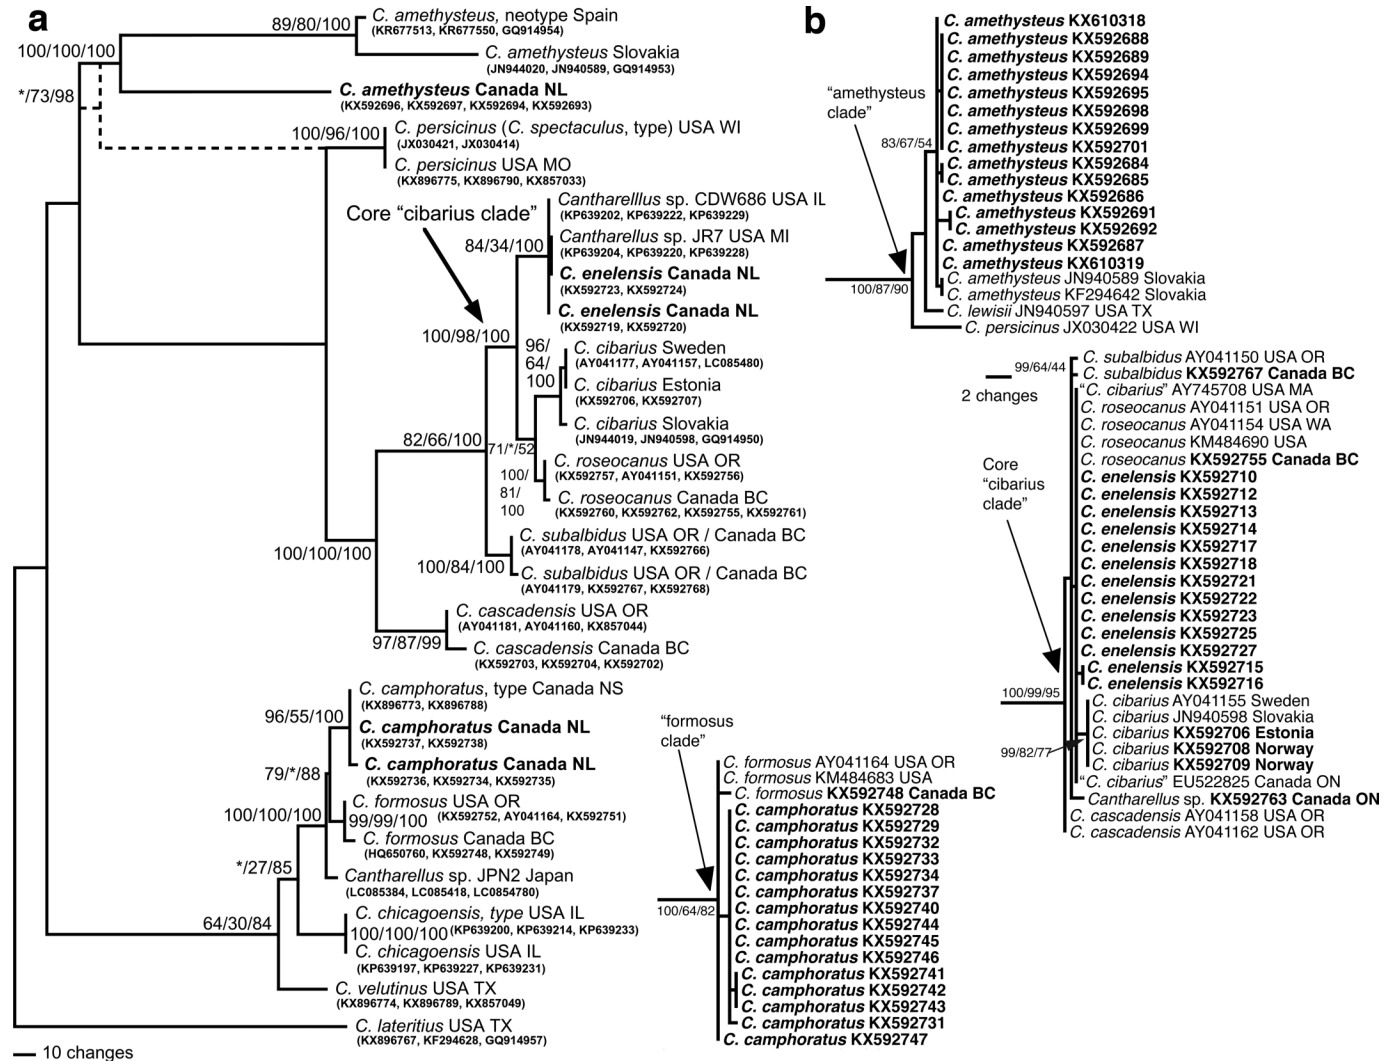 a
89/80/100
C. amethysteus, neotype Spain
(KR677513, KR677550, GQ914954)
100/100/100
C. amethysteus Slovakia
(JN944020, JN940589, GQ914953)
*/73/98
C. amethysteus Canada NL
(KX592696, KX592697, KX592694, KX592693)
100/96/100
C. persicinus (C. spectaculus, type) USA WI
(JX030421, JX030414)
C. persicinus USA MO
(KX896775, KX896790, KX857033)
Core “cibarius clade”
Cantharelllus sp. CDW686 USA IL
(KP639202, KP639222, KP639229)
84/34/100
Cantharellus sp. JR7 USA MI
(KP639204, KP639220, KP639228)
C. enelensis Canada NL
(KX592723, KX592724)
C. enelensis Canada NL
(KX592719, KX592720)
100/98/100
96/
64/
100
C. cibarius Sweden
(AY041177, AY041157, LC085480)
C. cibarius Estonia
(KX592706, KX592707)
C. cibarius Slovakia
(JN944019, JN940598, GQ914950)
82/66/100
71/*/52
C. roseocanus USA OR
(KX592757, AY041151, KX592756)
100/
81/
100
C. roseocanus Canada BC
(KX592760, KX592762, KX592755, KX592761)
C. subalbidus USA OR / Canada BC
(AY041178, AY041147, KX592766)
100/84/100
C. subalbidus USA OR / Canada BC
(AY041179, KX592767, KX592768)
100/100/100
C. cascadensis USA OR
(AY041181, AY041160, KX857044)
97/87/99
C. cascadensis Canada BC
(KX592703, KX592704, KX592702)
C. camphoratus, type Canada NS
(KX896773, KX896788)
96/55/100
C. camphoratus Canada NL
(KX592737, KX592738)
C. camphoratus Canada NL
(KX592736, KX592734, KX592735)
79/*/88
C. formosus USA OR
(KX592752, AY041164, KX592751)
100/100/100
99/99/100
C. formosus Canada BC
(HQ650760, KX592748, KX592749)
*/27/85
Cantharellus sp. JPN2 Japan
(LC085384, LC085418, LC0854780)
C. chicagoensis, type USA IL
64/30/84
100/100/100
(KP639200, KP639214, KP639233)
C. chicagoensis USA IL
(KP639197, KP639227, KP639231)
C. velutinus USA TX
(KX896774, KX896789, KX857049)
C. lateritius USA TX
(KX896767, KF294628, GQ914957)
10 changes
b
C. amethysteus KX610318
C. amethysteus KX592688
C. amethysteus KX592689
C. amethysteus KX592694
“amethysteus
clade”
C. amethysteus KX592695
C. amethysteus KX592698
C. amethysteus KX592699
83/67/54
C. amethysteus KX592701
C. amethysteus KX592684
C. amethysteus KX592685
C. amethysteus KX592686
C. amethysteus KX592691
C. amethysteus KX592692
C. amethysteus KX592687
C. amethysteus KX610319
C. amethysteus JN940589 Slovakia
100/87/90
C. amethysteus KF294642 Slovakia
C. lewisii JN940597 USA TX
C. persicinus JX030422 USA WI
2 changes
C. subalbidus AY041150 USA OR
99/64/44
C. subalbidus KX592767 Canada BC
“C. cibarius” AY745708 USA MA
C. roseocanus AY041151 USA OR
C. roseocanus AY041154 USA WA
C. roseocanus KM484690 USA
C. roseocanus KX592755 Canada BC
Core
“cibarius
clade”
C. enelensis KX592710
C. enelensis KX592712
C. enelensis KX592713
C. enelensis KX592714
C. enelensis KX592717
C. enelensis KX592718
C. enelensis KX592721
C. enelensis KX592722
C. enelensis KX592723
C. enelensis KX592725
C. enelensis KX592727
C. enelensis KX592715
C. enelensis KX592716
100/99/95
C. cibarius AY041155 Sweden
C. cibarius JN940598 Slovakia
C. cibarius KX592706 Estonia
99/82/77
C. cibarius KX592708 Norway
C. cibarius KX592709 Norway
“C. cibarius” EU522825 Canada ON
Cantharellus sp. KX592763 Canada ON
C. cascadensis AY041158 USA OR
C. cascadensis AY041162 USA OR
“formosus
clade”
C. formosus AY041164 USA OR
C. formosus KM484683 USA
C. formosus KX592748 Canada BC
C. camphoratus KX592728
C. camphoratus KX592729
C. camphoratus KX592732
C. camphoratus KX592733
C. camphoratus KX592734
C. camphoratus KX592737
100/64/82
C. camphoratus KX592740
C. camphoratus KX592744
C. camphoratus KX592745
C. camphoratus KX592746
C. camphoratus KX592741
C. camphoratus KX592742
C. camphoratus KX592743
C. camphoratus KX592731
C. camphoratus KX592747